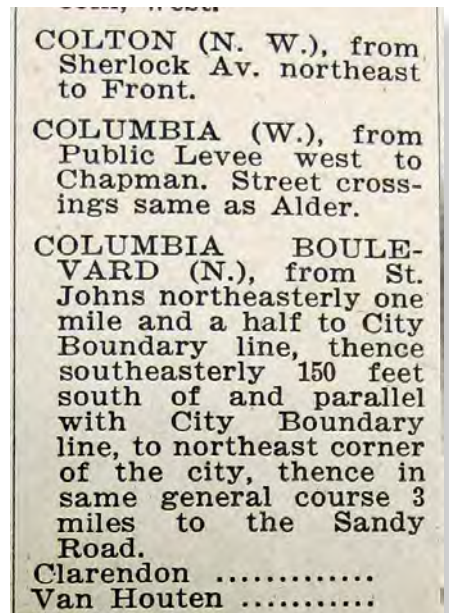 west.
COLTON (N. W.), from
Sherlock Av. northeast
to Front.
COLUMBIA (W.), from
Public Levee west to
Chapman. Street cross-
ings same as Alder.
COLUMBIA BOULE-
VARD (N.), from St.
Johns northeasterly one
mile and a half to City
Boundary line, thence
southeasterly 150 feet
south of and parallel
with City Boundary
line, to northeast corner
of the city, thence in
same general course 3
miles to the Sandy
Road.
Clarendon .............
Van Houten ...........